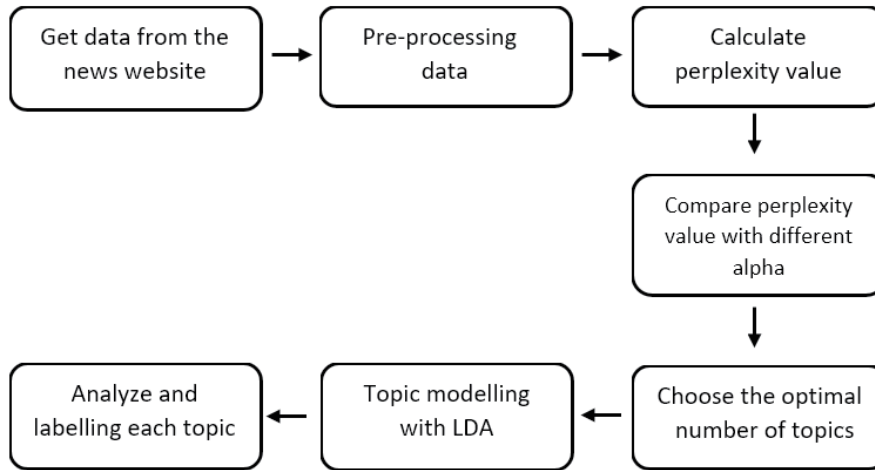 Get data from the
news website
Pre-processing
data
Calculate
perplexity value
Compare perplexity
value with different
alpha
Choose the optimal
number of topics
Topic modelling
with LDA
Analyze and
labelling each topic